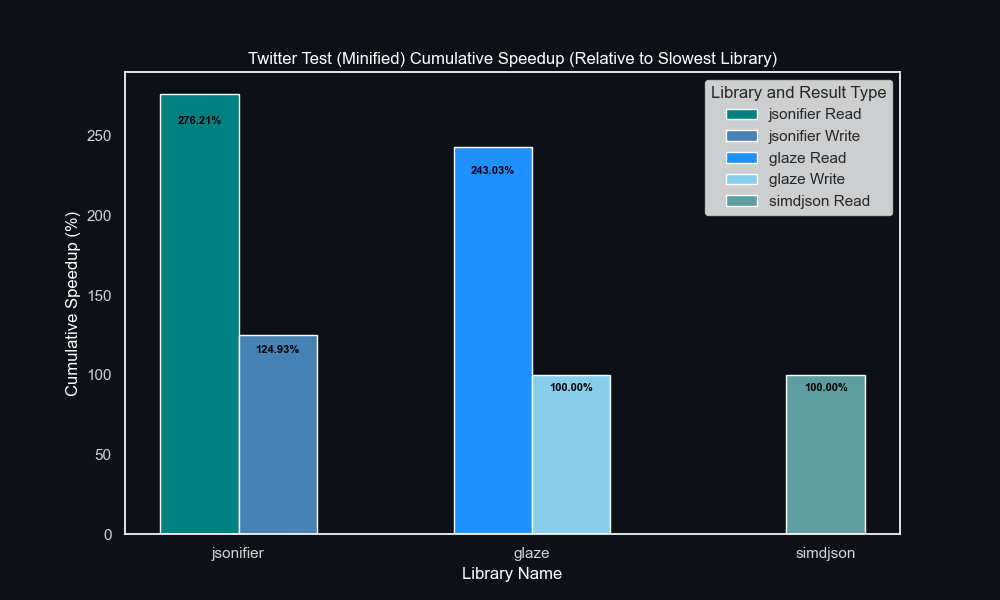 Twitter Test (Minified) Cumulative Speedup (Relative to Slowest Library)
Library and Result Type
jsonifier Read
jsonifier Write
glaze Read
glaze Write
simdjson Read
Cumulative Speedup (%)
250
200
150
100
50
0
276.21%
124.93%
243.03%
100.00%
100.00%
jsonifier
glaze
simdjson
Library Name